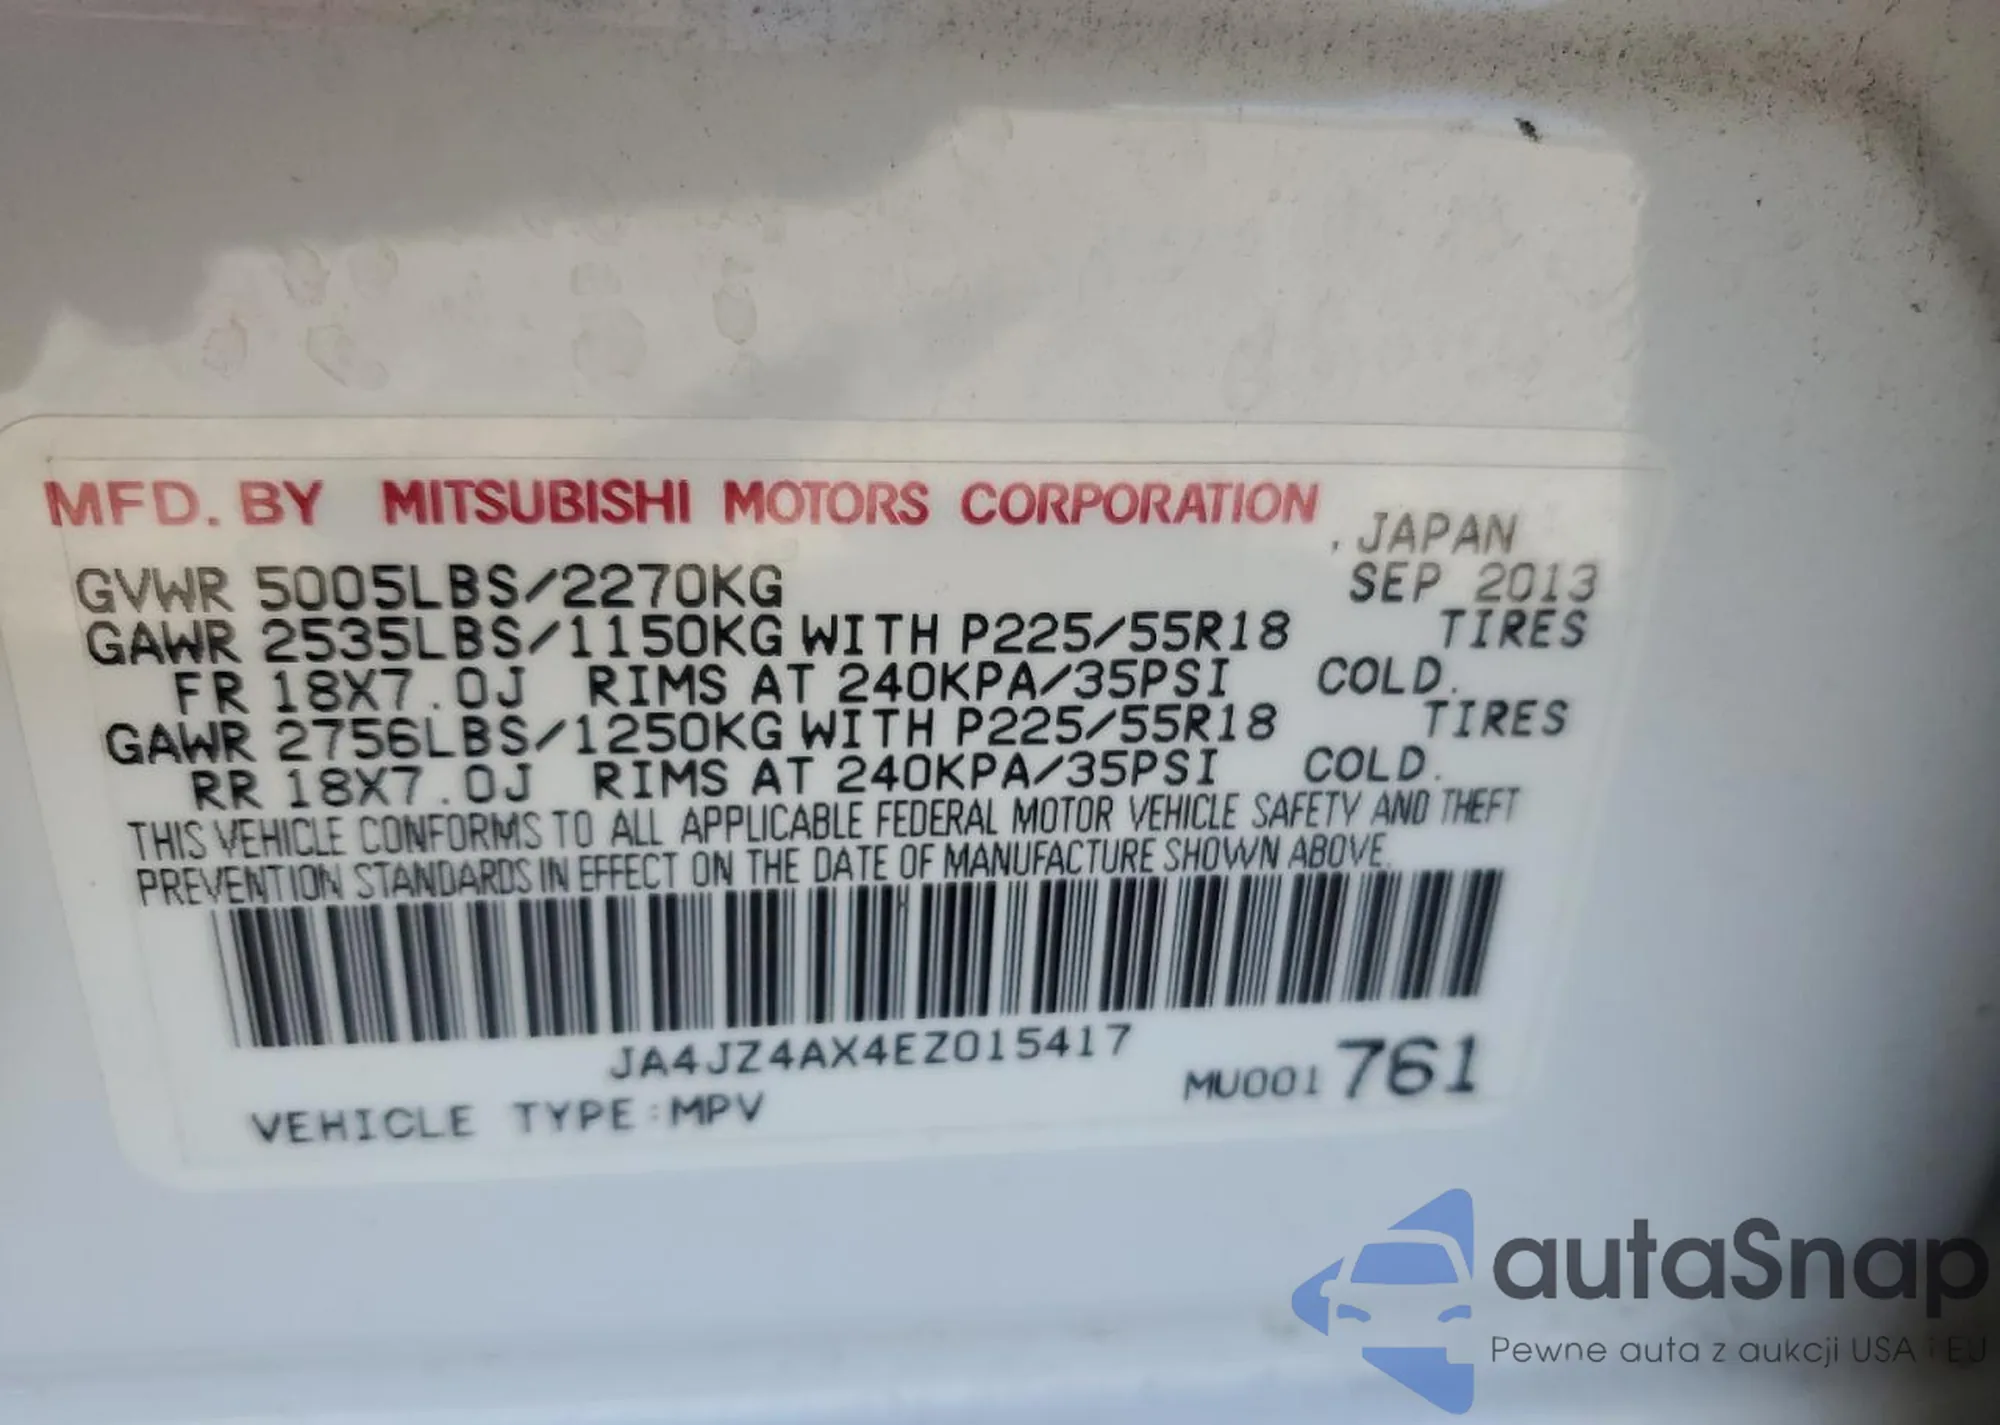 MFD. BY MITSUBISHI MOTORS CORPORATION
, JAPAN
GVWR 5005LBS/2270KG SEP 2013
GAWR 2535LBS/1150KG WITH P225/55R18 TIRES
FR 18X7.0J RIMS AT 240KPA/35PSI COLD.
GAWR 2756LBS/1250KG WITH P225/55R18 TIRES
RR 18X7.0J RIMS AT 240KPA/35PSI COLD.
THIS VEHICLE CONFORMS TO ALL APPLICABLE FEDERAL MOTOR VEHICLE SAFETY AND THEFT
PREVENTION STANDARDS IN EFFECT ON THE DATE OF MANUFACTURE SHOWN ABOVE.
JA4JZ4AX4EZ015417
MU001 761
VEHICLE TYPE:MPV
autaSnap
Pewne auta z aukcji USA i EU